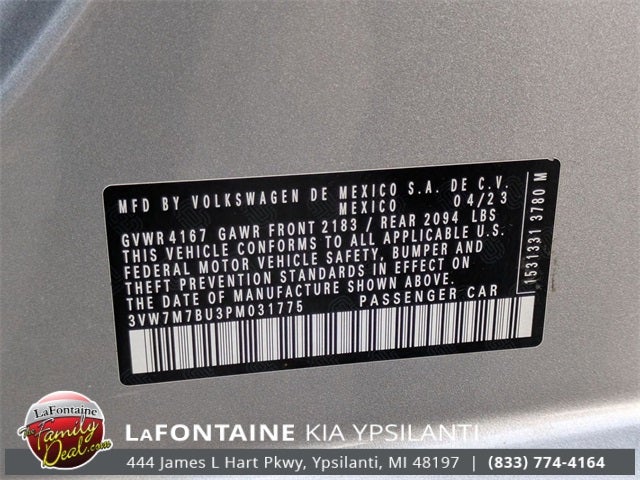 MFD BY VOLKSWAGEN DE MEXICO S.A. DE C.V.
MEXICO 04/23
GVWR 4167 GAWR FRONT 2183 / REAR 2094 LBS
THIS VEHICLE CONFORMS TO ALL APPLICABLE U.S.
FEDERAL MOTOR VEHICLE SAFETY, BUMPER AND
THEFT PREVENTION STANDARDS IN EFFECT ON
THE DATE OF MANUFACTURE SHOWN ABOVE.
3VW7M7BU3PM031775 PASSENGER CAR
1531331 3780 M
LaFontaine
The Family
Deal.com
LAFONTAINE KIA YPSILANTI
444 James L Hart Pkwy, Ypsilanti, MI 48197 | (833) 774-4164